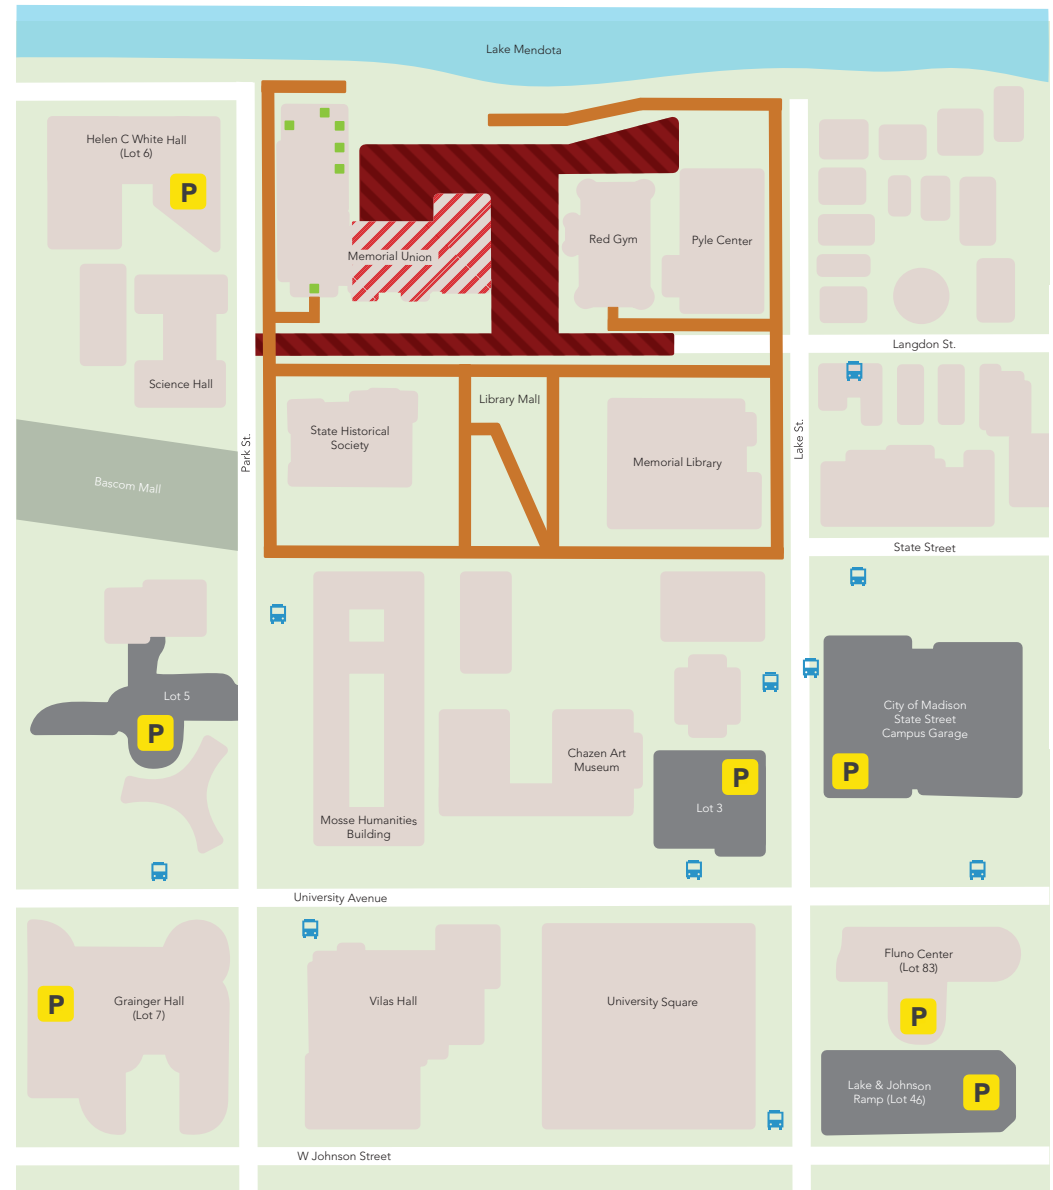 Lake Mendota
Helen C White Hall
(Lot 6)
P
Red Gym
Pyle Center
Memorial Union
Langdon St.
Science Hall
Library Mall
State Historical
Society
Park St.
Lake St.
Memorial Library
Bascom Mall
State Street
Lot 5
P
City of Madison
State Street
Campus Garage
P
Chazen Art
Museum
P
Lot 3
Mosse Humanities
Building
University Avenue
Fluno Center
(Lot 83)
P
Grainger Hall
(Lot 7)
P
Vilas Hall
University Square
Lake & Johnson
Ramp (Lot 46)
P
W Johnson Street